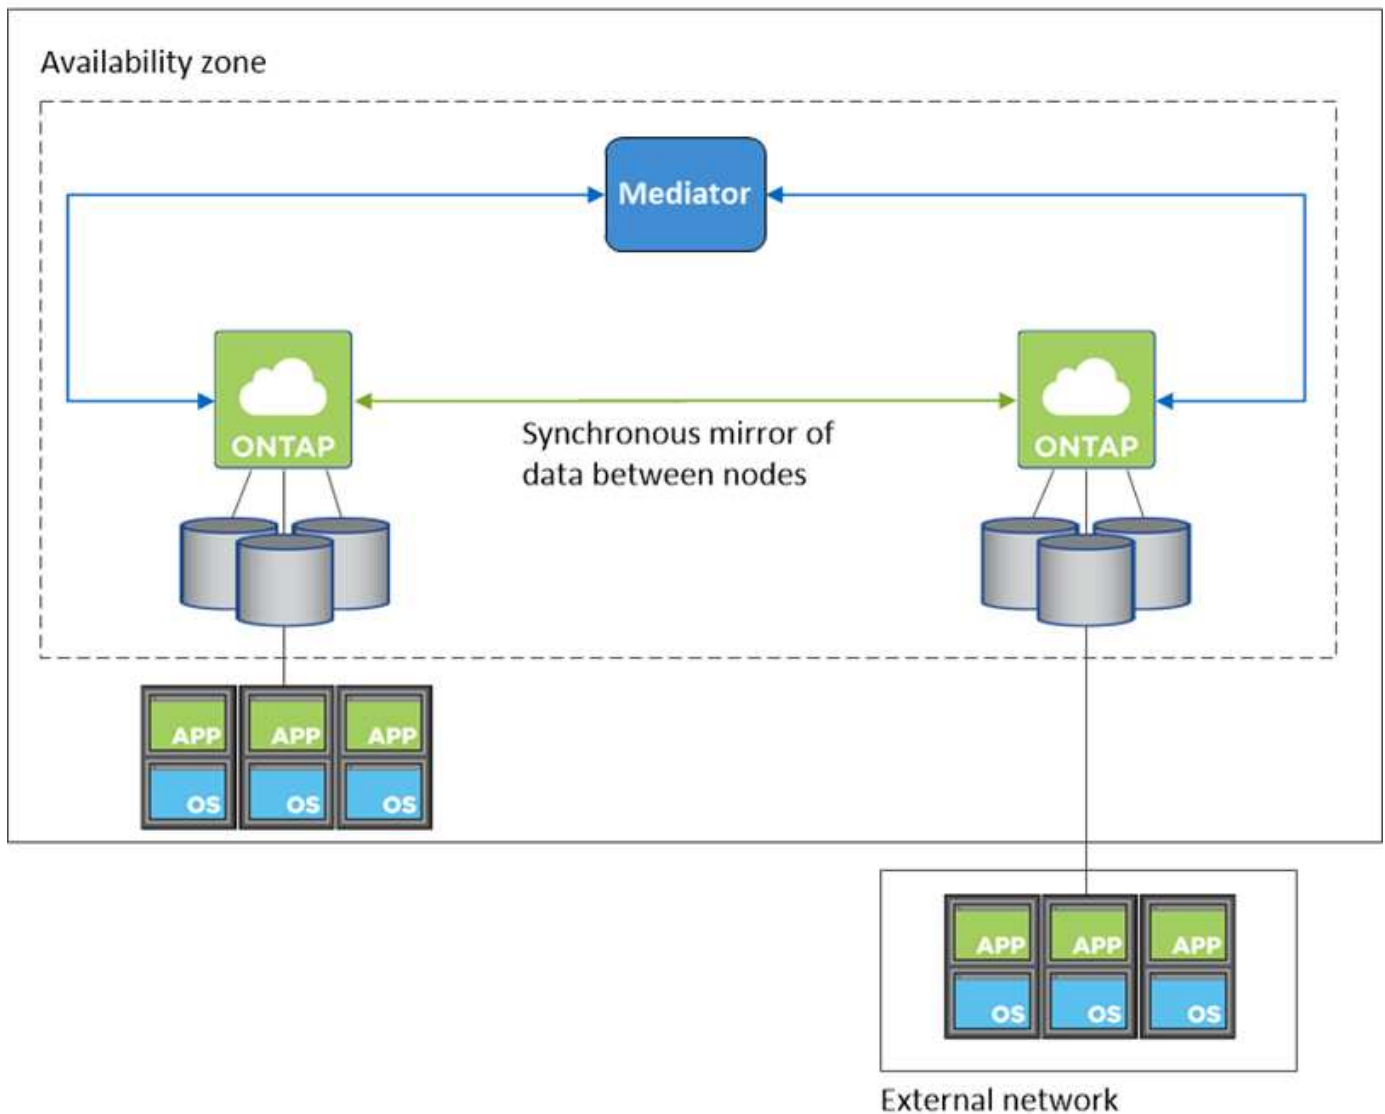 Availability zone
Mediator
ONTAP
ONTAP
Synchronous mirror of
data between nodes
APP APP APP
OS OS OS
APP APP APP
OS OS OS
External network